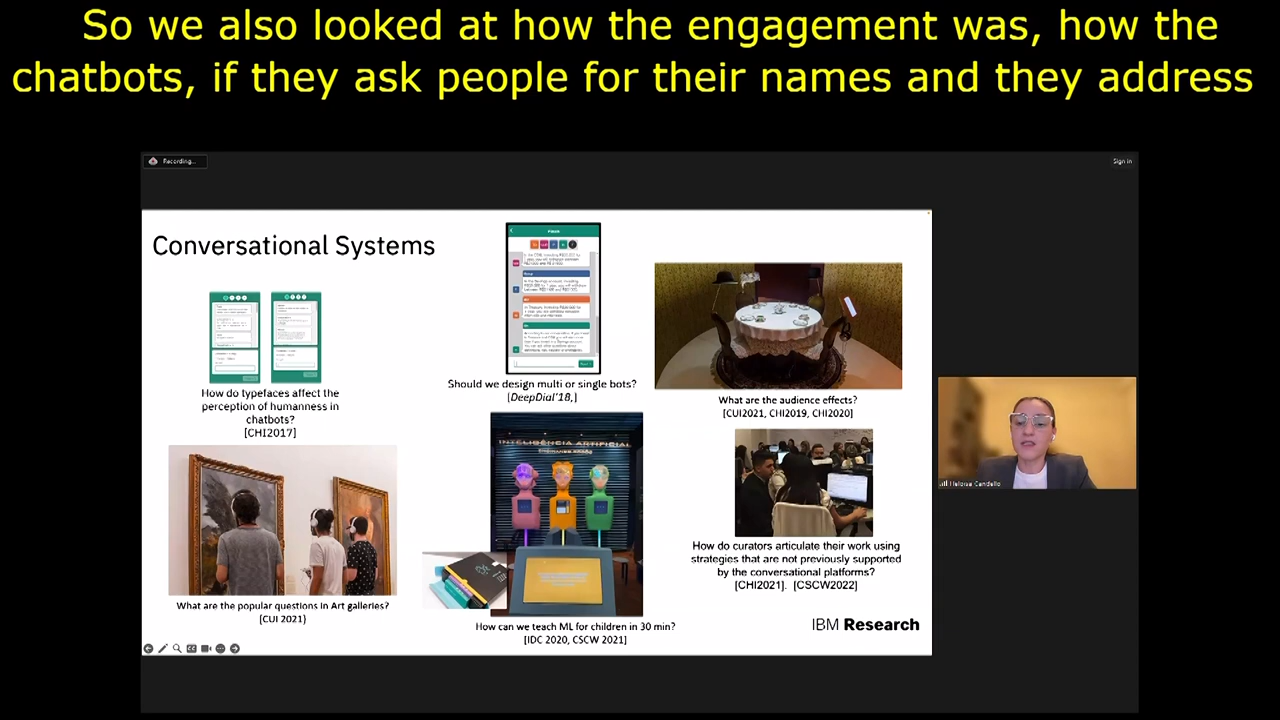 So we also looked at how the engagement was, how the
chatbots, if they ask people for their names and they address
Recording...
Sign in
Conversational Systems
How do typefaces affect the
perception of humanness in
chatbots?
[CHI2017]
Should we design multi or single bots?
[DeepDial'18,]
What are the audience effects?
[CUI2021, CHI2019, CHI2020]
What are the popular questions in Art galleries?
[CUI 2021)
INTELIGÊNCIA ARTIFICIAL
How can we teach ML for children in 30 min?
[IDC 2020, CSCW 2021]
How do curators articulate their work using
strategies that are not previously supported
by the conversational platforms?
[CHI2021]. [CSCW2022]
IBM Research
Heloisa Candello